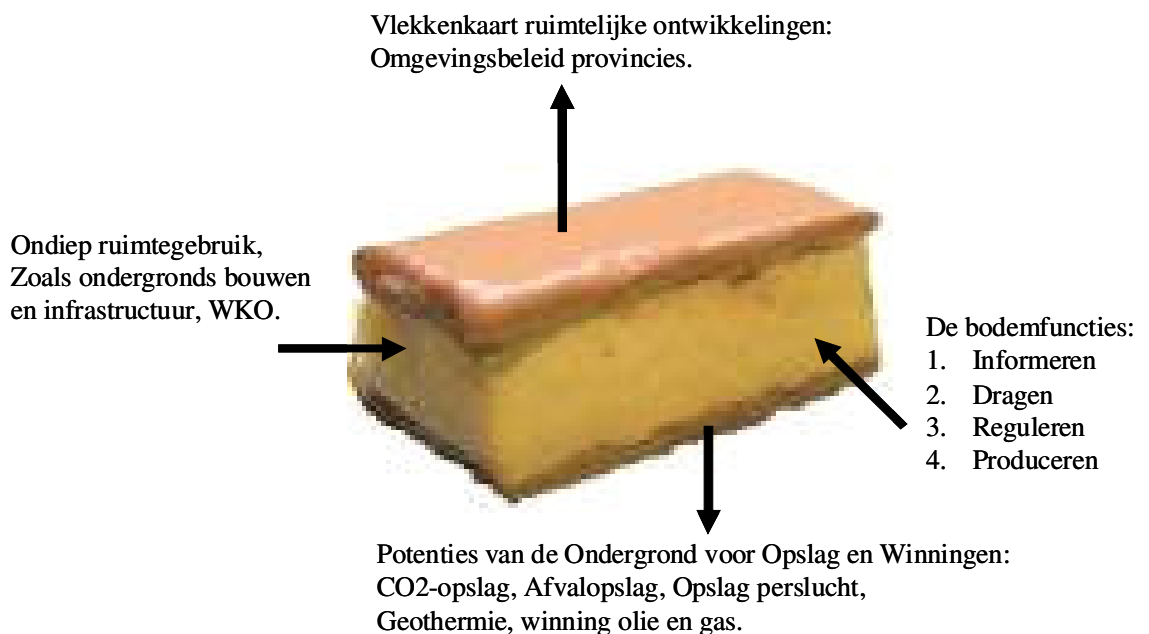 Vlekkenkaart ruimtelijke ontwikkelingen:
Omgevingsbeleid provincies.
Ondiep ruimtegebruik,
Zoals ondergronds bouwen
en infrastructuur, WKO.
De bodemfuncties:
1. Informeren
2. Dragen
3. Reguleren
4. Produceren
Potenties van de Ondergrond voor Opslag en Winningen:
CO2-opslag, Afvalopslag, Opslag perslucht,
Geothermie, winning olie en gas.